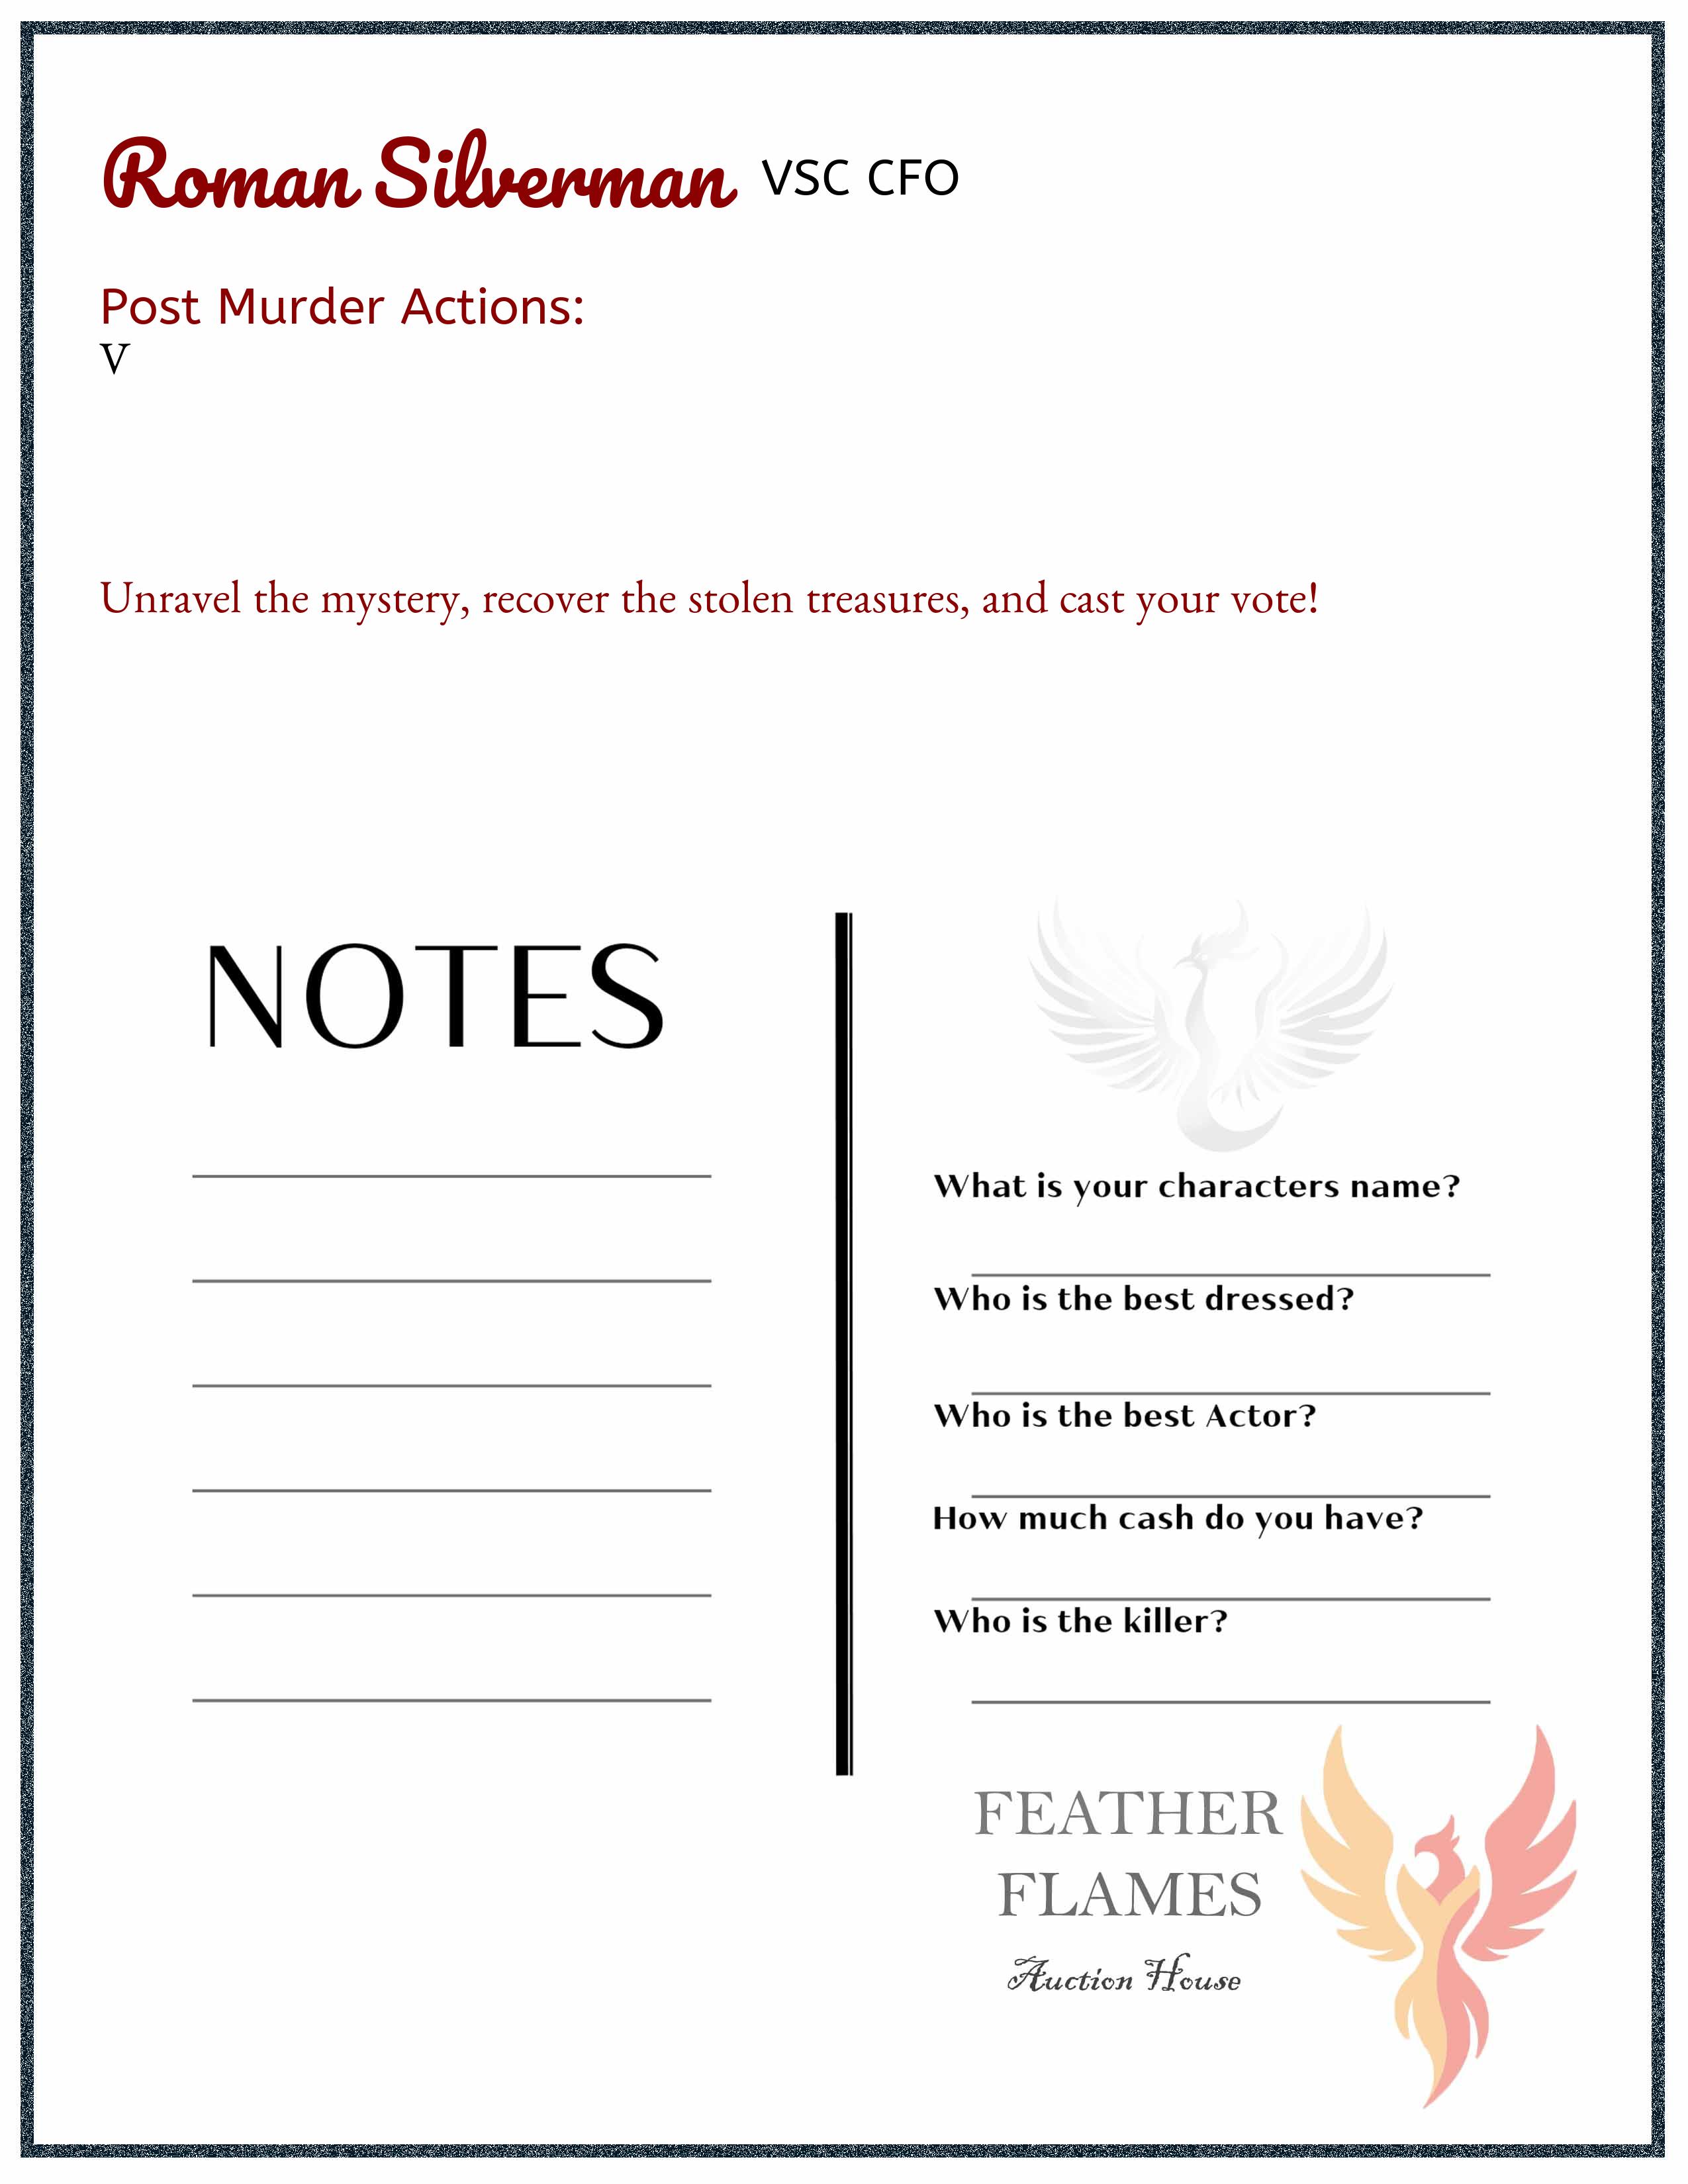 Roman Silverman VSC CFO
Post Murder Actions:
V
Unravel the mystery, recover the stolen treasures, and cast your vote!
NOTES
What is your characters name?
Who is the best dressed?
Who is the best Actor?
How much cash do you have?
Who is the killer?
FEATHER
FLAMES
Auction House